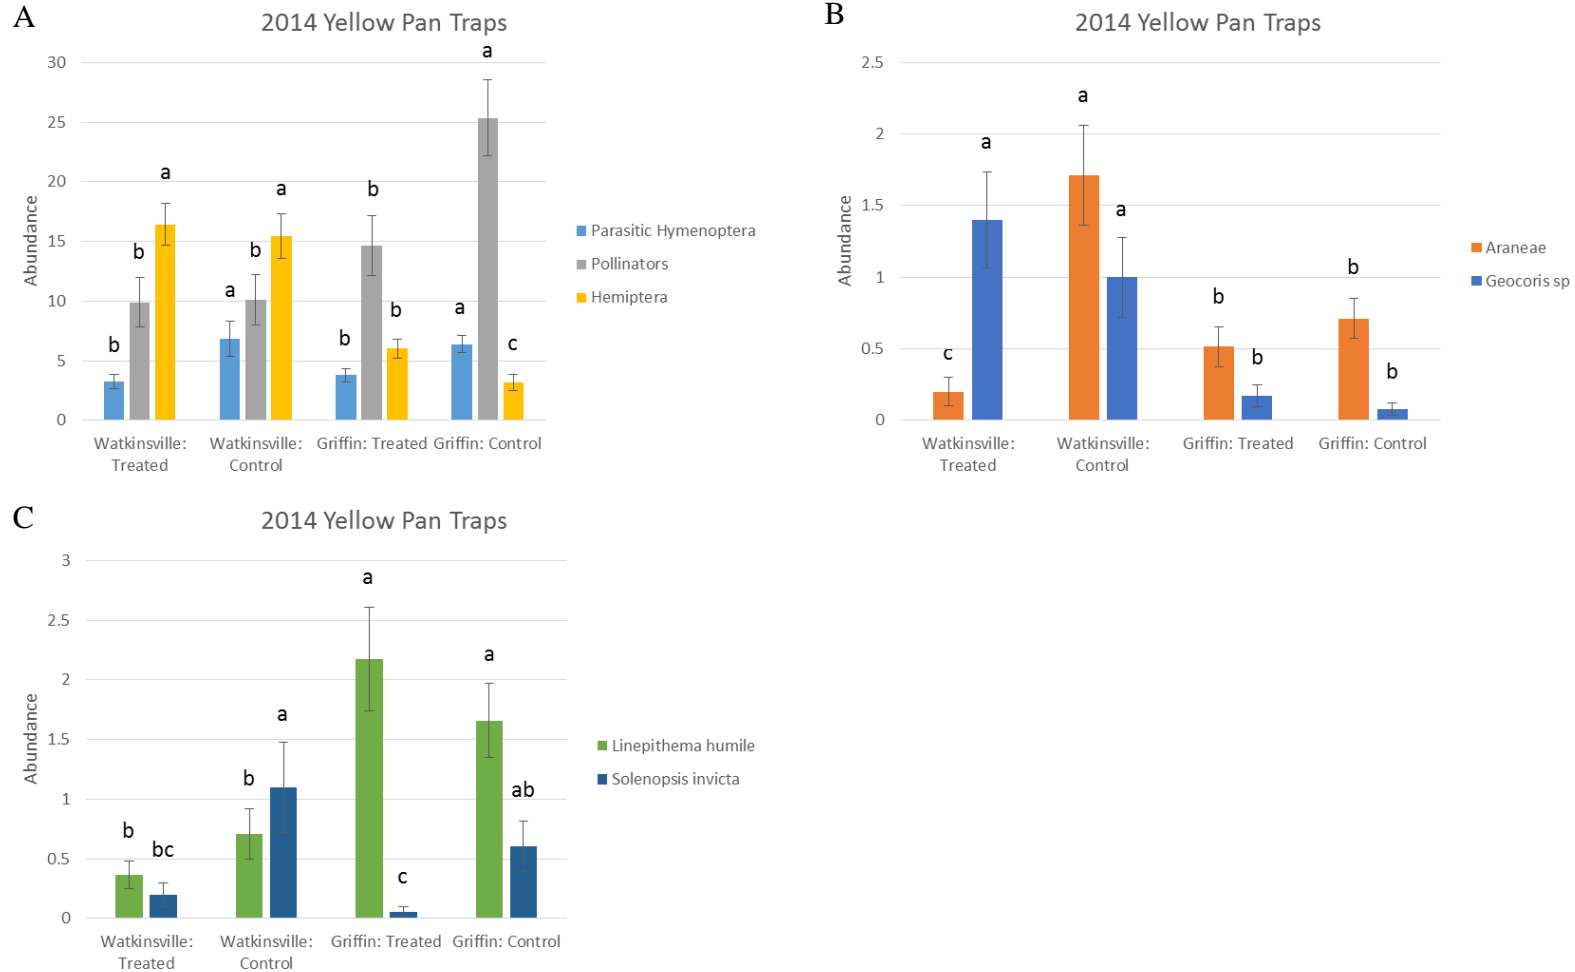 A
2014 Yellow Pan Traps
30
25
20
15
10
5
0
Abundance
b
b
a
a
b
a
b
b
b
a
a
c
Watkinsville:
Treated
Watkinsville:
Control
Griffin: Treated
Griffin: Control
Parasitic Hymenoptera
Pollinators
Hemiptera
B
2014 Yellow Pan Traps
2.5
2
1.5
1
0.5
0
Abundance
c
a
a
a
b
b
b
b
Watkinsville:
Treated
Watkinsville:
Control
Griffin: Treated
Griffin: Control
Araneae
Geocoris sp
C
2014 Yellow Pan Traps
3
2.5
2
1.5
1
0.5
0
Abundance
b
bc
b
a
a
c
a
ab
Watkinsville:
Treated
Watkinsville:
Control
Griffin: Treated
Griffin: Control
Linepithema humile
Solenopsis invicta